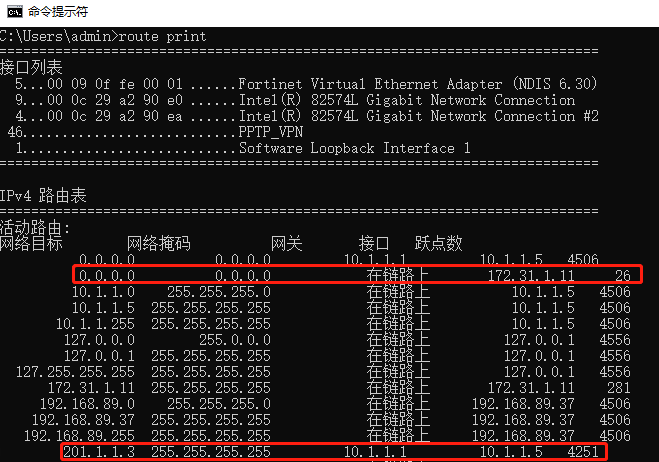 命令提示符
C:\Users\admin>route print
===========================================================================
接口列表
5...00 09 0f fe 00 01 ......Fortinet Virtual Ethernet Adapter (NDIS 6.30)
9...00 0c 29 a2 90 e0 ......Intel(R) 82574L Gigabit Network Connection
4...00 0c 29 a2 90 ea ......Intel(R) 82574L Gigabit Network Connection #2
46...........................PPTP_VPN
1...........................Software Loopback Interface 1
===========================================================================
IPv4 路由表
===========================================================================
活动路由:
网络目标 网络掩码 网关 接口 跃点数
0.0.0.0 0.0.0.0 10.1.1.1 10.1.1.5 4506
0.0.0.0 0.0.0.0 在链路上 172.31.1.11 26
10.1.1.0 255.255.255.0 在链路上 10.1.1.5 4506
10.1.1.5 255.255.255.255 在链路上 10.1.1.5 4506
10.1.1.255 255.255.255.255 在链路上 10.1.1.5 4506
127.0.0.0 255.0.0.0 在链路上 127.0.0.1 4556
127.0.0.1 255.255.255.255 在链路上 127.0.0.1 4556
127.255.255.255 255.255.255.255 在链路上 127.0.0.1 4556
172.31.1.11 255.255.255.255 在链路上 172.31.1.11 281
192.168.89.0 255.255.255.0 在链路上 192.168.89.37 4506
192.168.89.37 255.255.255.255 在链路上 192.168.89.37 4506
192.168.89.255 255.255.255.255 在链路上 192.168.89.37 4506
201.1.1.3 255.255.255.255 10.1.1.1 10.1.1.5 4251